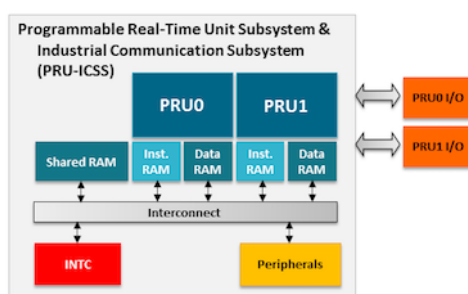 Programmable Real-Time Unit Subsystem &
Industrial Communication Subsystem
(PRU-ICSS)
PRU0
PRU1
PRU0 I/O
PRU1 I/O
Shared RAM
Inst.
RAM
Data
RAM
Inst.
RAM
Data
RAM
Interconnect
INTC
Peripherals